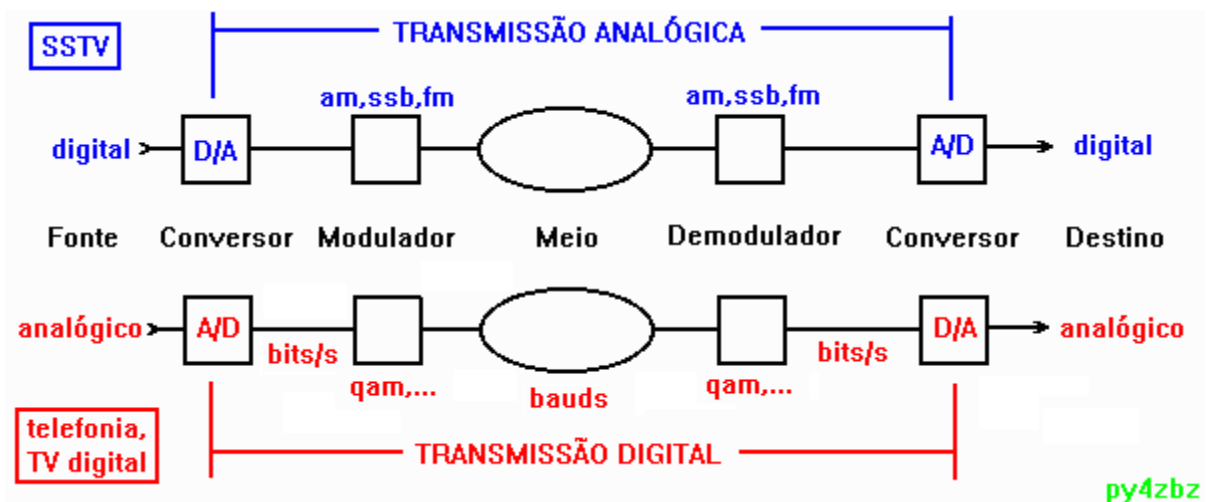 SSTV
TRANSMISSÃO ANALÓGICA
am,ssb,fm
am,ssb,fm
digital
D/A
A/D
digital
Fonte Conversor Modulador Meio Demodulador Conversor Destino
analógico
A/D
D/A
analógico
bits/s
bits/s
qam,...
bauds
qam,...
telefonia,
TV digital
TRANSMISSÃO DIGITAL
py4zbz